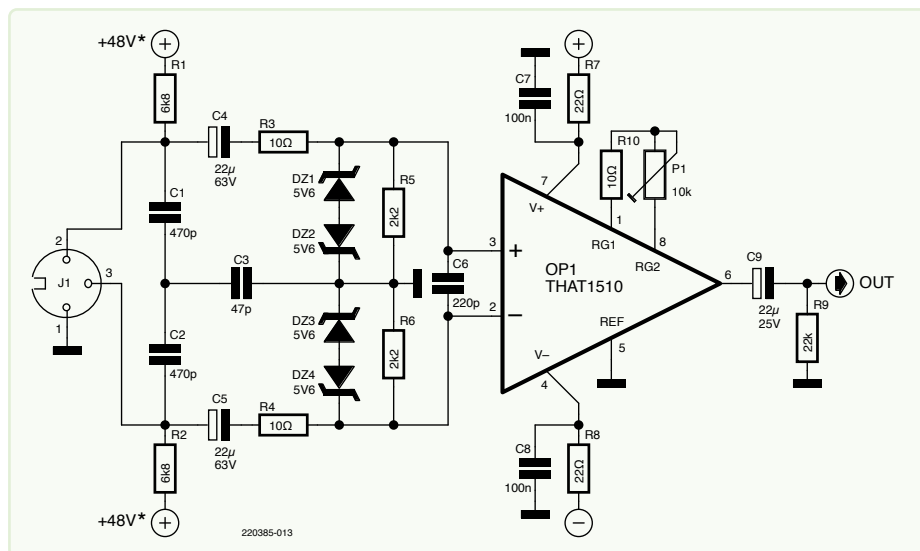 +48V*
R1
6k8
C4
22µ
63V
R3
10Ω
DZ1
5V6
DZ2
5V6
R5
2k2
C1
470p
2
J1
3
1
C3
47p
C6
220p
C2
470p
DZ3
5V6
DZ4
5V6
R6
2k2
C5
22µ
63V
R4
10Ω
R2
6k8
+48V*
220385-013
C7
100n
+
R7
22Ω
7
V+
R10
10Ω
P1
10k
1
8
RG1
RG2
3
+
2
−
OP1
THAT1510
6
REF
5
V−
4
C8
100n
R8
22Ω
−
C9
22µ
25V
R9
22k
OUT